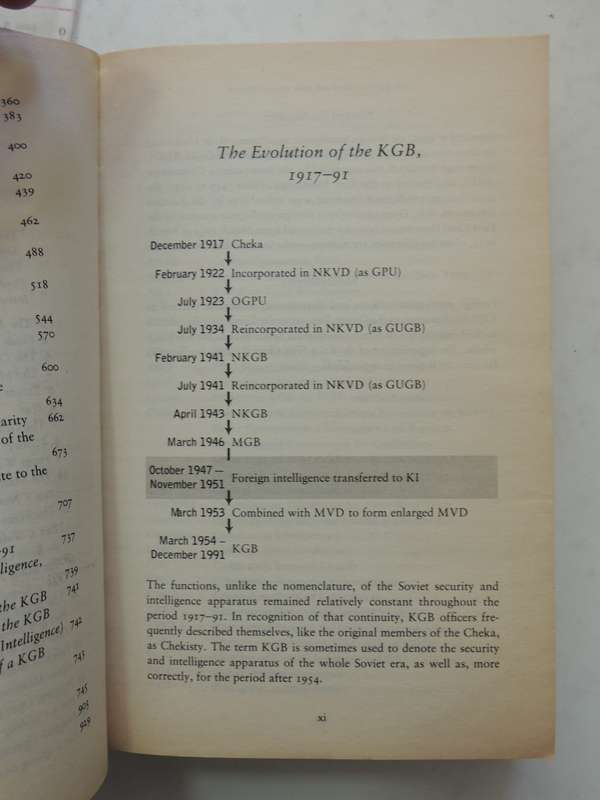 360
383
400
420
439
462
488
518
544
570
600
634
arity 662
of the
673
te to the
707
737
-91
ligence,
739
the KGB 741
the KGB
Intelligence) 742
f a KGB
743
745
903
929
The Evolution of the KGB,
1917–91
December 1917 Cheka
February 1922 Incorporated in NKVD (as GPU)
July 1923 OGPU
July 1934 Reincorporated in NKVD (as GUGB)
February 1941 NKGB
July 1941 Reincorporated in NKVD (as GUGB)
April 1943 NKGB
March 1946 MGB
October 1947 –
November 1951 Foreign intelligence transferred to KI
March 1953 Combined with MVD to form enlarged MVD
March 1954 –
December 1991 KGB
The functions, unlike the nomenclature, of the Soviet security and
intelligence apparatus remained relatively constant throughout the
period 1917–91. In recognition of that continuity, KGB officers fre-
quently described themselves, like the original members of the Cheka,
as Chekisty. The term KGB is sometimes used to denote the security
and intelligence apparatus of the whole Soviet era, as well as, more
correctly, for the period after 1954.
xi